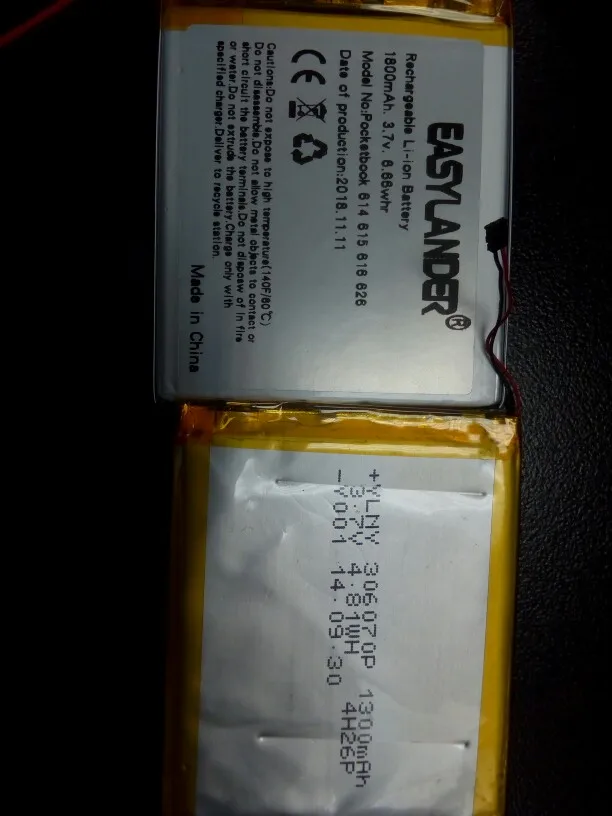 EASYLANDER®
Rechargeable Li-ion Battery
1800mAh. 3.7v. 6.66whr
Model No:Pocketbook 614 615 616 626
Date of production:2018.11.11
CE
Cautions:Do not expose to high temperature(140F/60℃)
Do not disassemble.Do not allow metal objects to contact or
short circuit the battery terminals.Do not disposw of in fire
or water.Do not extrude the battery.Charge only with
specified charger.Deliver to recycle station.
Made in China
+YLNY 306070P 1300mAh
3.7V 4.81WH 4H26P
-Y001 14.09.30